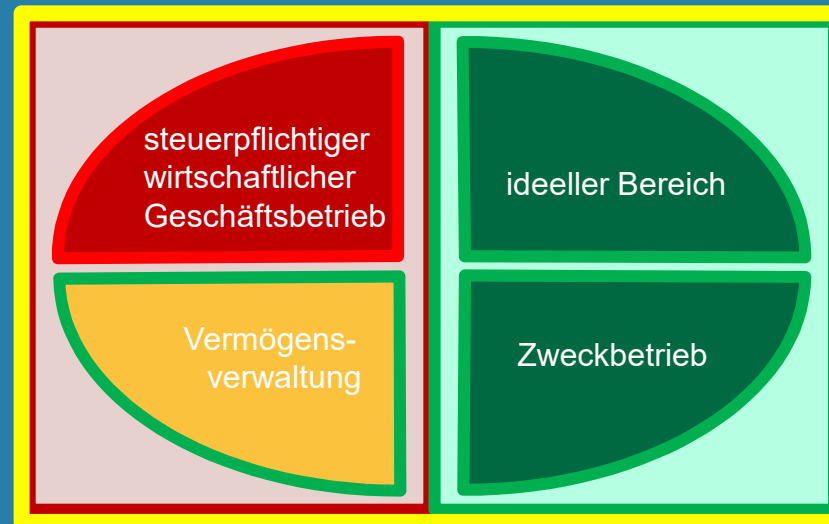 steuerpflichtiger
wirtschaftlicher
Geschäftsbetrieb
ideeller Bereich
Vermögens-
verwaltung
Zweckbetrieb